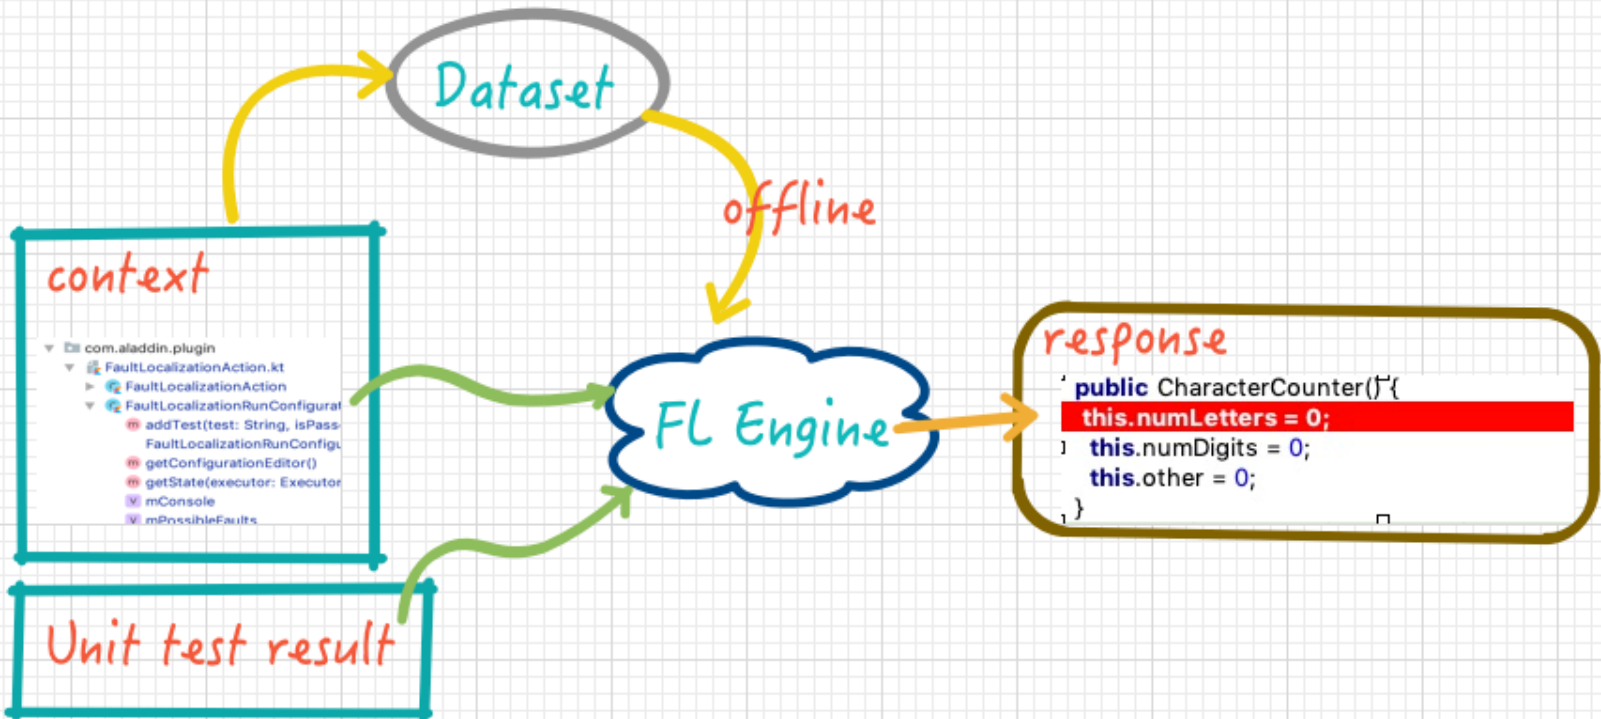 Dataset
offline
context
com.aladdin.plugin
FaultLocalizationAction.kt
FaultLocalizationAction
FaultLocalizationRunConfigurat
addTest(test: String, isPass
FaultLocalizationRunConfigu
getConfigurationEditor()
getState(executor: Executor
mConsole
mPossibleFaults
Unit test result
FL Engine
response
public CharacterCounter() {
this.numLetters = 0;
this.numDigits = 0;
this.other = 0;
}